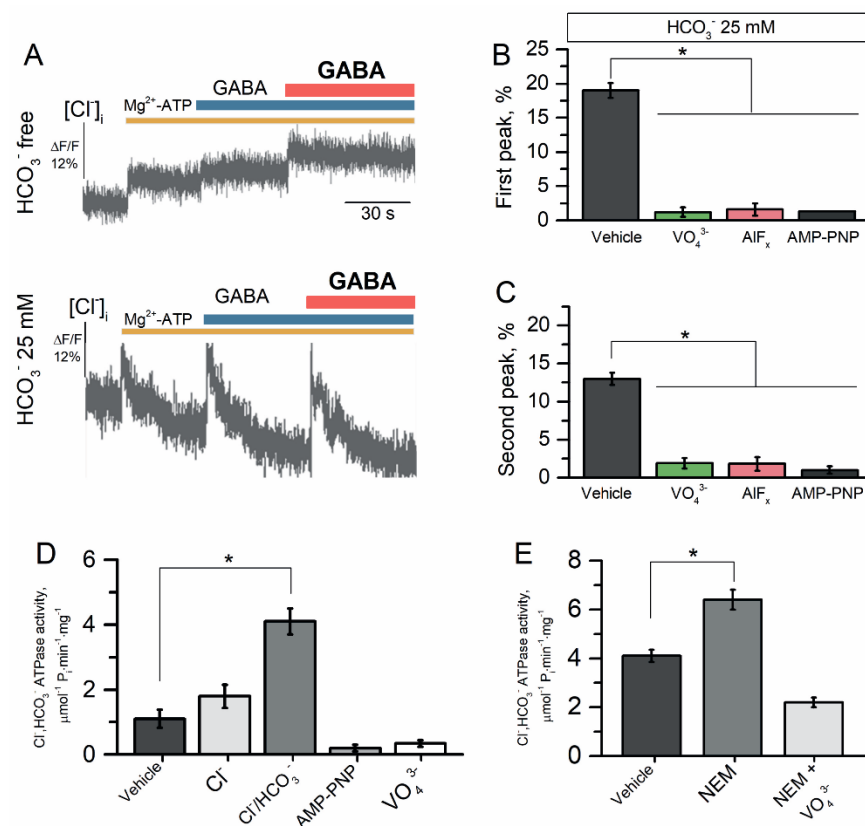 A
GABA
GABA
[Cl⁻]ᵢ
Mg²⁺-ATP
HCO₃⁻ free
ΔF/F
12%
30 s
GABA
GABA
[Cl⁻]ᵢ
Mg²⁺-ATP
HCO₃⁻ 25 mM
ΔF/F
12%
HCO₃⁻ 25 mM
B
*
First peak, %
25
20
15
10
5
0
Vehicle VO₄³⁻ AlFₓ AMP-PNP
C
*
Second peak, %
15
10
5
0
Vehicle VO₄³⁻ AlFₓ AMP-PNP
D
*
Cl⁻,HCO₃⁻ ATPase activity,
μmol⁻¹ Pᵢ·min⁻¹·mg⁻¹
6
4
2
0
Vehicle
Cl⁻
Cl⁻/HCO₃⁻
AMP-PNP
VO₄³⁻
E
*
Cl⁻,HCO₃⁻ ATPase activity,
μmol⁻¹ Pᵢ·min⁻¹·mg⁻¹
8
6
4
2
0
Vehicle
NEM
NEM +
VO₄³⁻